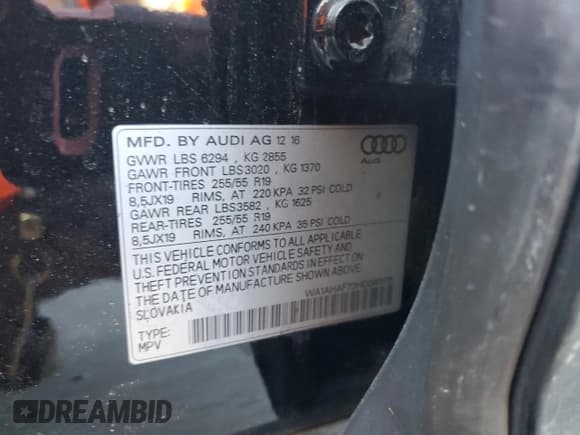 MFD. BY AUDI AG 12 16
GVWR LBS 6294 , KG 2855
GAWR FRONT LBS3020 , KG 1370
FRONT-TIRES 255/55 R19
8,5JX19 RIMS, AT 220 KPA 32 PSI COLD
GAWR REAR LBS3582 , KG 1625
REAR-TIRES 255/55 R19
8,5JX19 RIMS, AT 240 KPA 35 PSI COLD
Audi
THIS VEHICLE CONFORMS TO ALL APPLICABLE
U.S. FEDERAL MOTOR VEHICLE SAFETY AND
THEFT PREVENTION STANDARDS IN EFFECT ON
THE DATE OF MANUFACTURE SHOWN ABOVE.
SLOVAKIA
TYPE:
MPV
DREAMBID